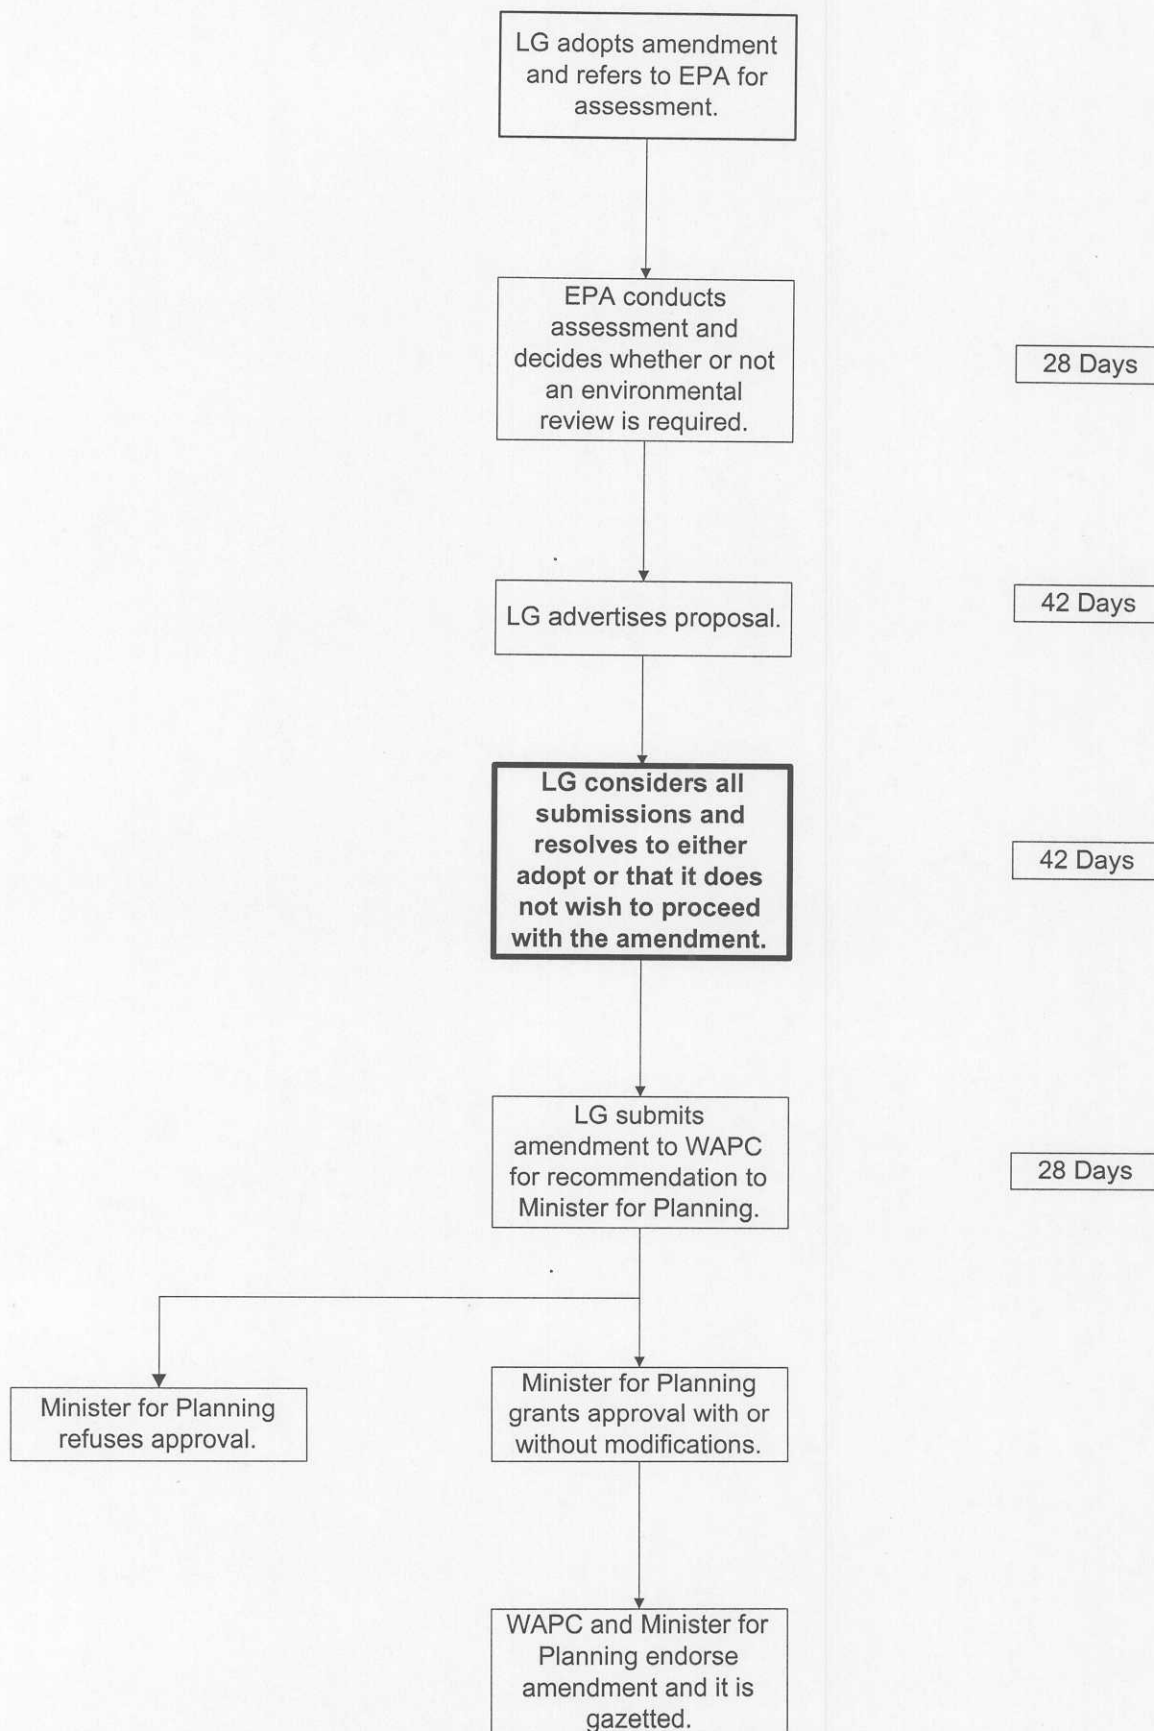 LG adopts amendment
and refers to EPA for
assessment.
EPA conducts
assessment and
decides whether or not
an environmental
review is required.
28 Days
LG advertises proposal.
42 Days
LG considers all
submissions and
resolves to either
adopt or that it does
not wish to proceed
with the amendment.
42 Days
LG submits
amendment to WAPC
for recommendation to
Minister for Planning.
28 Days
Minister for Planning
refuses approval.
Minister for Planning
grants approval with or
without modifications.
WAPC and Minister for
Planning endorse
amendment and it is
gazetted.